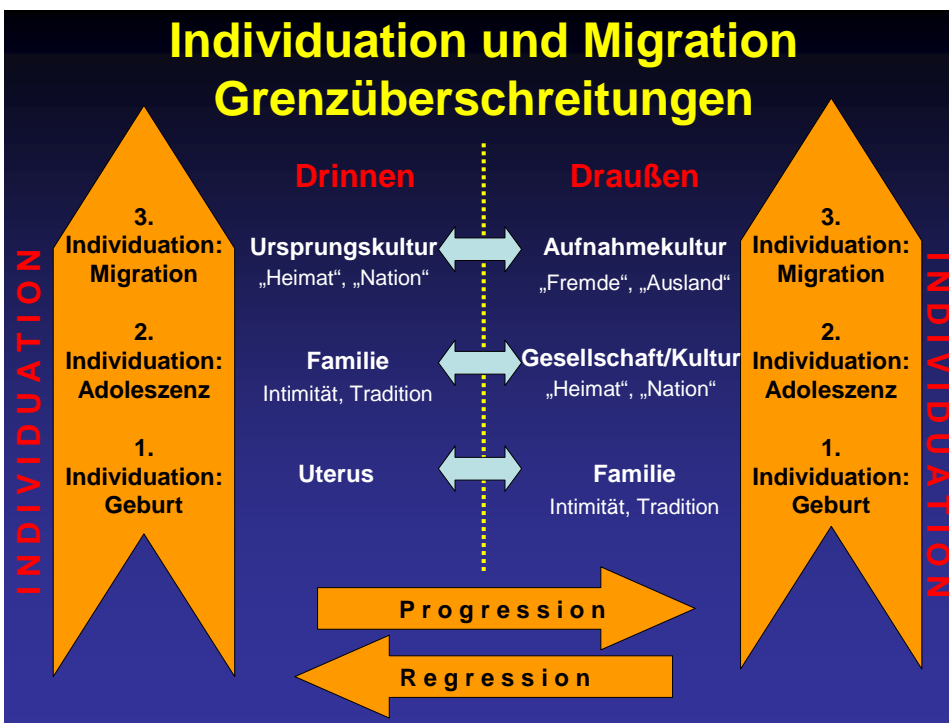 Individuation und Migration
Grenzüberschreitungen
INDIVIDUATION
3.
Individuation:
Migration
2.
Individuation:
Adoleszenz
1.
Individuation:
Geburt
Drinnen
Draußen
Ursprungskultur
„Heimat“, „Nation“
Aufnahmekultur
„Fremde“, „Ausland“
Familie
Intimität, Tradition
Gesellschaft/Kultur
„Heimat“, „Nation“
Uterus
Familie
Intimität, Tradition
3.
Individuation:
Migration
2.
Individuation:
Adoleszenz
1.
Individuation:
Geburt
INDIVIDUATION
Progression
Regression